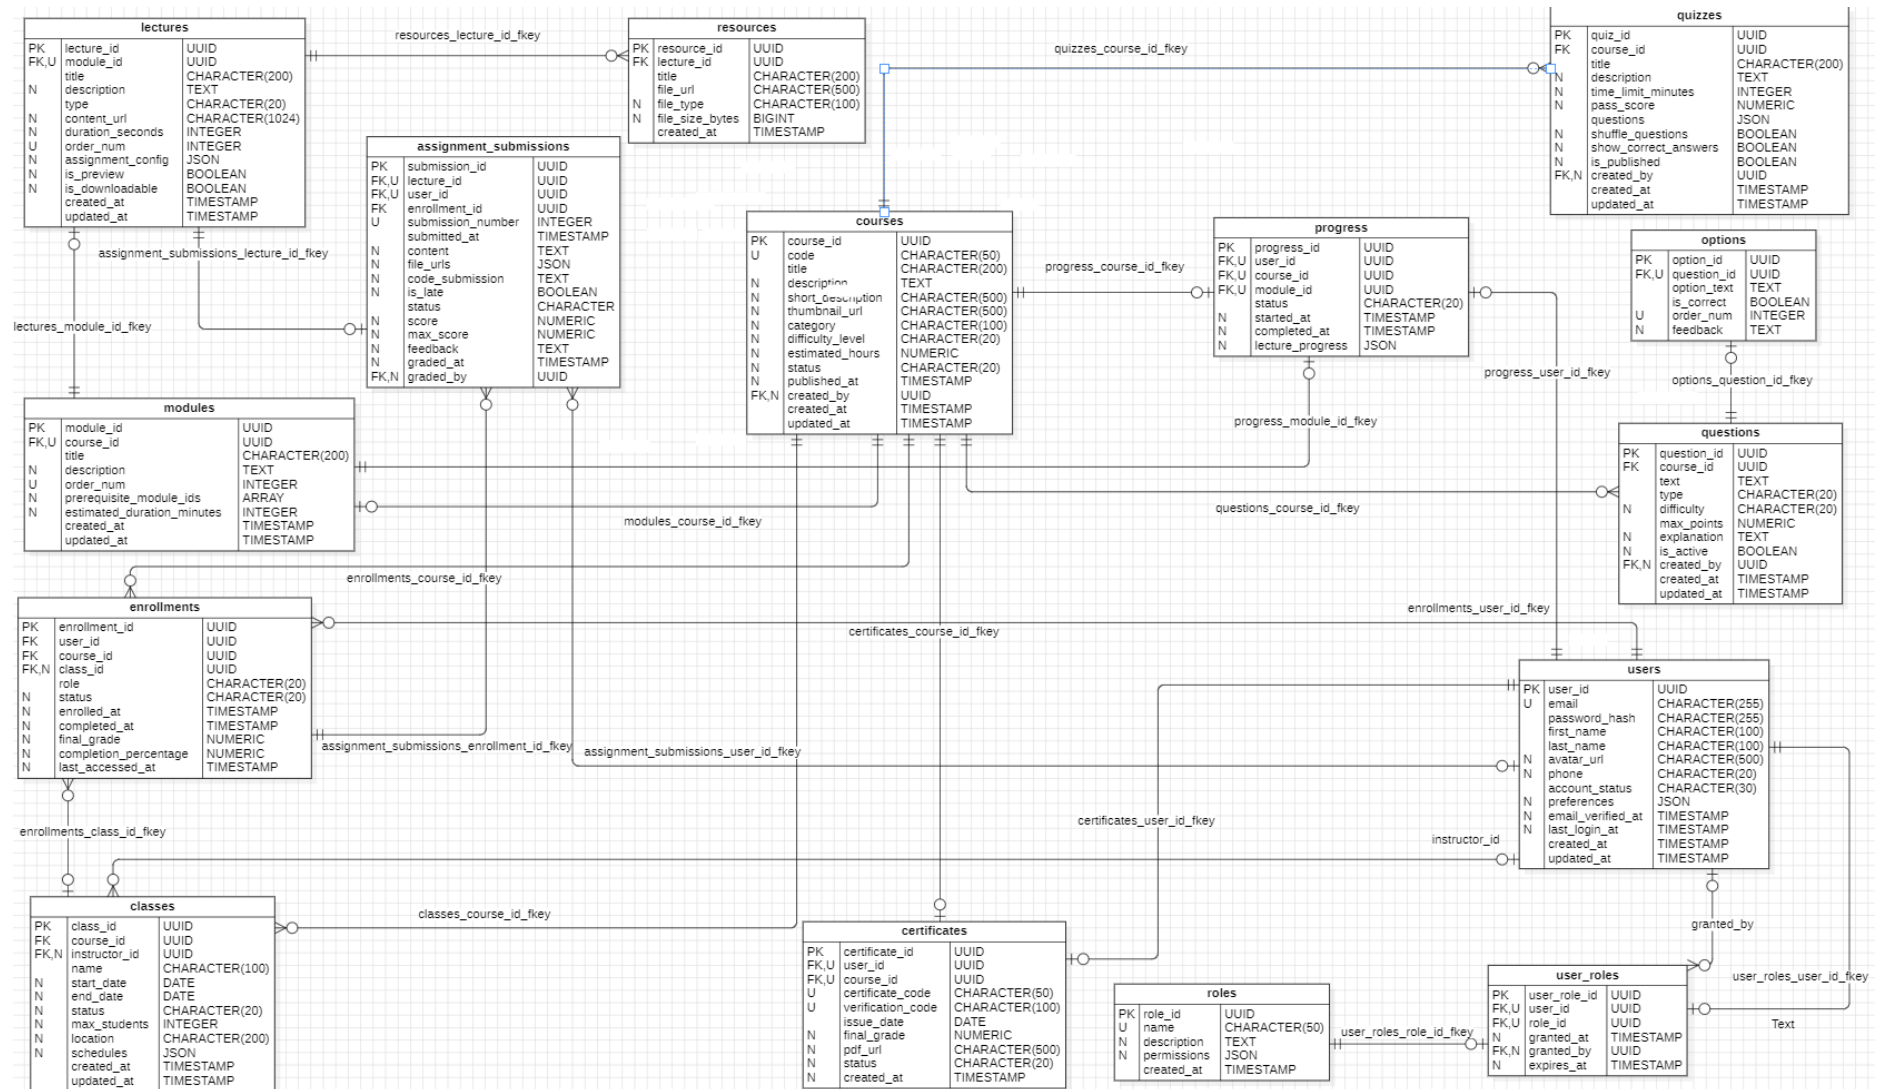 lectures
PK lecture_id UUID
FK,U module_id UUID
title CHARACTER(200)
N description TEXT
type CHARACTER(20)
N content_url CHARACTER(1024)
N duration_seconds INTEGER
U order_num INTEGER
N assignment_config JSON
N is_preview BOOLEAN
N is_downloadable BOOLEAN
created_at TIMESTAMP
updated_at TIMESTAMP
resources_lecture_id_fkey
resources
PK resource_id UUID
FK lecture_id UUID
title CHARACTER(200)
file_url CHARACTER(500)
N file_type CHARACTER(100)
N file_size_bytes BIGINT
created_at TIMESTAMP
quizzes_course_id_fkey
quizzes
PK quiz_id UUID
FK course_id UUID
title CHARACTER(200)
N description TEXT
N time_limit_minutes INTEGER
N pass_score NUMERIC
questions JSON
N shuffle_questions BOOLEAN
N show_correct_answers BOOLEAN
N is_published BOOLEAN
FK,N created_by UUID
created_at TIMESTAMP
updated_at TIMESTAMP
assignment_submissions
PK submission_id UUID
FK,U lecture_id UUID
FK,U user_id UUID
FK enrollment_id UUID
U submission_number INTEGER
submitted_at TIMESTAMP
N content TEXT
N file_urls JSON
N code_submission TEXT
N is_late BOOLEAN
status CHARACTER
N score NUMERIC
N max_score NUMERIC
N feedback TEXT
N graded_at TIMESTAMP
FK,N graded_by UUID
assignment_submissions_lecture_id_fkey
lectures_module_id_fkey
courses
PK course_id UUID
U code CHARACTER(50)
title CHARACTER(200)
N description TEXT
N short_description CHARACTER(500)
N thumbnail_url CHARACTER(500)
N category CHARACTER(100)
N difficulty_level CHARACTER(20)
N estimated_hours NUMERIC
N status CHARACTER(20)
N published_at TIMESTAMP
FK,N created_by UUID
created_at TIMESTAMP
updated_at TIMESTAMP
progress_course_id_fkey
progress
PK progress_id UUID
FK,U user_id UUID
FK,U course_id UUID
FK,U module_id UUID
status CHARACTER(20)
N started_at TIMESTAMP
N completed_at TIMESTAMP
N lecture_progress JSON
progress_user_id_fkey
progress_module_id_fkey
options
PK option_id UUID
FK,U question_id UUID
option_text TEXT
is_correct BOOLEAN
U order_num INTEGER
N feedback TEXT
options_question_id_fkey
modules
PK module_id UUID
FK,U course_id UUID
title CHARACTER(200)
N description TEXT
U order_num INTEGER
N prerequisite_module_ids ARRAY
N estimated_duration_minutes INTEGER
created_at TIMESTAMP
updated_at TIMESTAMP
modules_course_id_fkey
questions_course_id_fkey
questions
PK question_id UUID
FK course_id UUID
text TEXT
type CHARACTER(20)
N difficulty CHARACTER(20)
max_points NUMERIC
N explanation TEXT
N is_active BOOLEAN
FK,N created_by UUID
created_at TIMESTAMP
updated_at TIMESTAMP
enrollments_course_id_fkey
enrollments
PK enrollment_id UUID
FK user_id UUID
FK course_id UUID
FK,N class_id UUID
role CHARACTER(20)
N status CHARACTER(20)
N enrolled_at TIMESTAMP
N completed_at TIMESTAMP
N final_grade NUMERIC
N completion_percentage NUMERIC
N last_accessed_at TIMESTAMP
enrollments_user_id_fkey
certificates_course_id_fkey
assignment_submissions_enrollment_id_fkey
assignment_submissions_user_id_fkey
users
PK user_id UUID
U email CHARACTER(255)
password_hash CHARACTER(255)
first_name CHARACTER(100)
last_name CHARACTER(100)
N avatar_url CHARACTER(500)
N phone CHARACTER(20)
account_status CHARACTER(30)
N preferences JSON
N email_verified_at TIMESTAMP
N last_login_at TIMESTAMP
created_at TIMESTAMP
updated_at TIMESTAMP
enrollments_class_id_fkey
certificates_user_id_fkey
instructor_id
classes
PK class_id UUID
FK course_id UUID
FK,N instructor_id UUID
name CHARACTER(100)
N start_date DATE
N end_date DATE
N status CHARACTER(20)
N max_students INTEGER
N location CHARACTER(200)
N schedules JSON
created_at TIMESTAMP
updated_at TIMESTAMP
classes_course_id_fkey
certificates
PK certificate_id UUID
FK,U user_id UUID
FK,U course_id UUID
U certificate_code CHARACTER(50)
U verification_code CHARACTER(100)
issue_date DATE
N final_grade NUMERIC
N pdf_url CHARACTER(500)
N status CHARACTER(20)
N created_at TIMESTAMP
roles
PK role_id UUID
U name CHARACTER(50)
N description TEXT
N permissions JSON
created_at TIMESTAMP
user_roles_role_id_fkey
granted_by
user_roles
PK user_role_id UUID
FK,U user_id UUID
FK,U role_id UUID
N granted_at TIMESTAMP
FK,N granted_by UUID
N expires_at TIMESTAMP
user_roles_user_id_fkey
Text